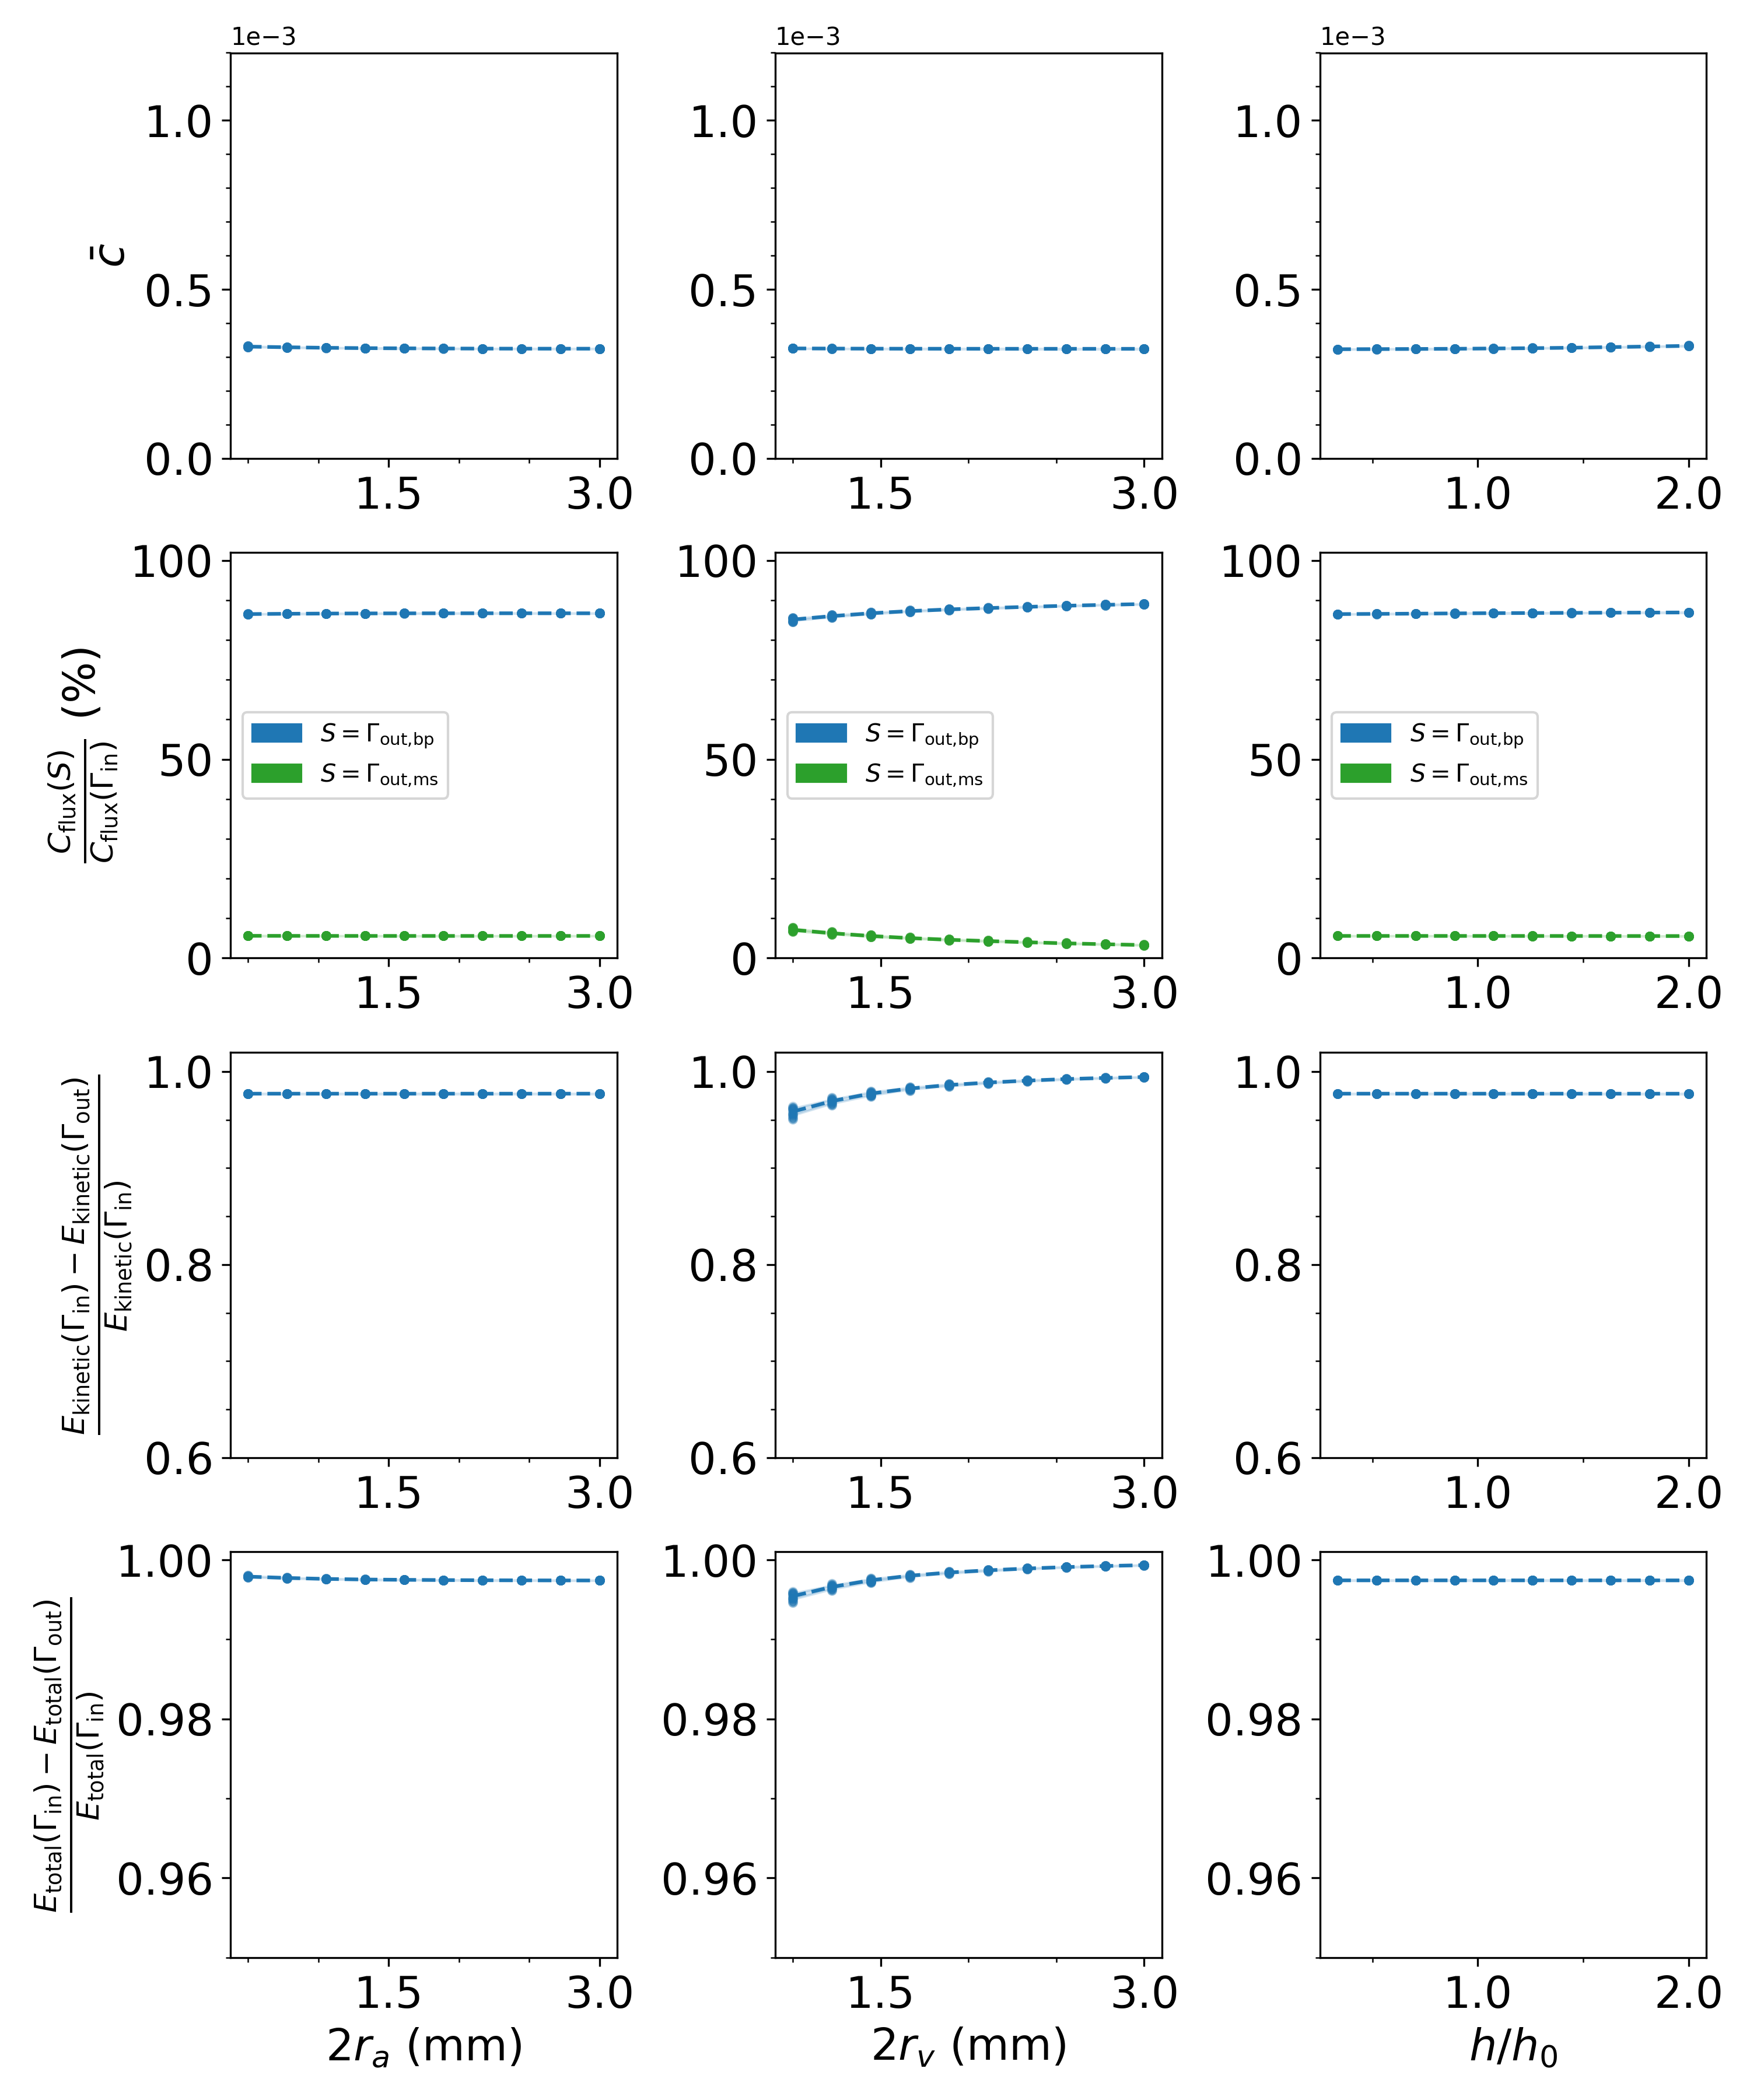 1e−3 1e−3 1e−3
c̄
1.0 1.0 1.0
0.5 0.5 0.5
0.0 0.0 0.0
1.5 3.0 1.5 3.0 1.0 2.0
C_flux(S) / C_flux(Γ_in) (%)
100 100 100
S = Γ_out,bp S = Γ_out,bp S = Γ_out,bp
50 50 50
S = Γ_out,ms S = Γ_out,ms S = Γ_out,ms
0 0 0
1.5 3.0 1.5 3.0 1.0 2.0
E_kinetic(Γ_in) − E_kinetic(Γ_out) / E_kinetic(Γ_in)
1.0 1.0 1.0
0.8 0.8 0.8
0.6 0.6 0.6
1.5 3.0 1.5 3.0 1.0 2.0
E_total(Γ_in) − E_total(Γ_out) / E_total(Γ_in)
1.00 1.00 1.00
0.98 0.98 0.98
0.96 0.96 0.96
1.5 3.0 1.5 3.0 1.0 2.0
2r_a (mm) 2r_v (mm) h/h_0